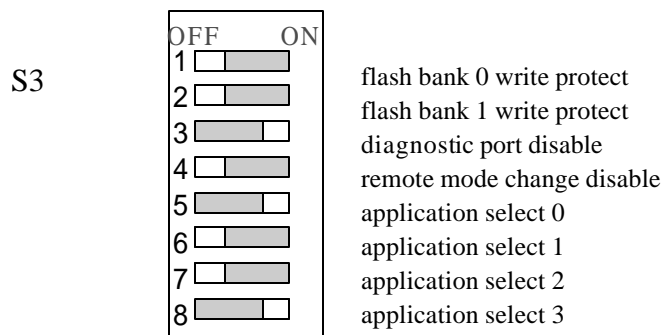 OFF ON
S3
1 flash bank 0 write protect
2 flash bank 1 write protect
3 diagnostic port disable
4 remote mode change disable
5 application select 0
6 application select 1
7 application select 2
8 application select 3